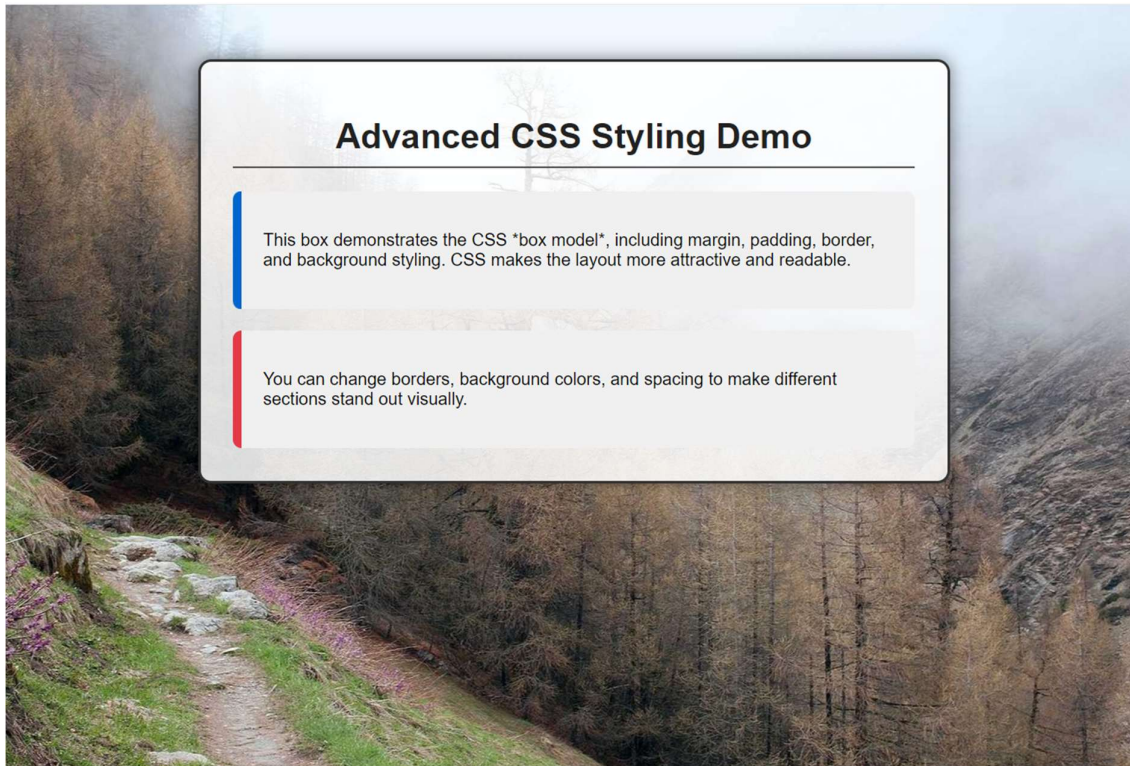 Advanced CSS Styling Demo
This box demonstrates the CSS *box model*, including margin, padding, border,
and background styling. CSS makes the layout more attractive and readable.
You can change borders, background colors, and spacing to make different
sections stand out visually.